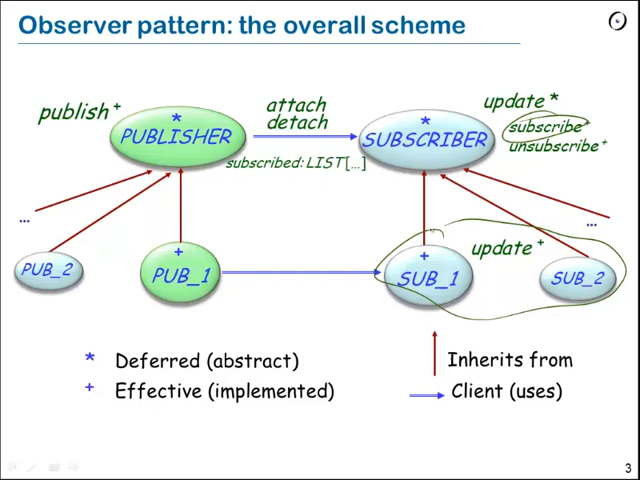 Observer pattern: the overall scheme
publish +
attach
detach
update *
subscribe +
unsubscribe +
*
PUBLISHER
*
SUBSCRIBER
subscribed: LIST […]
...
...
PUB_2
+
PUB_1
+
SUB_1
update +
SUB_2
* Deferred (abstract)
+ Effective (implemented)
Inherits from
Client (uses)
3